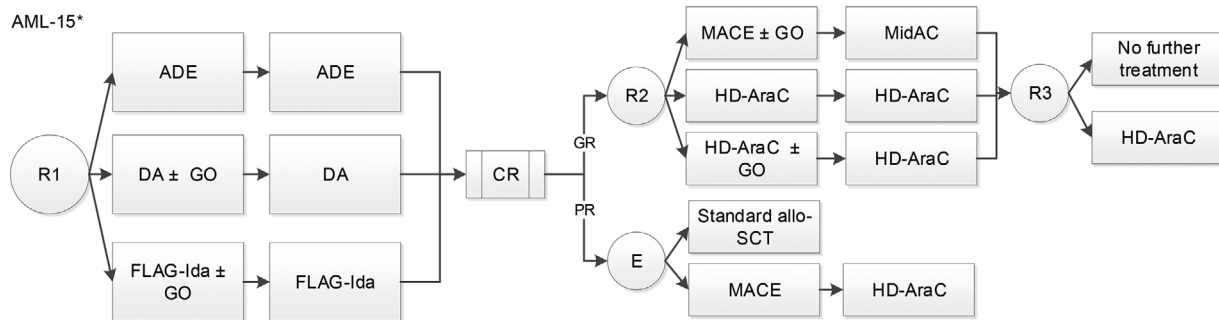 AML-15*
R1
ADE
ADE
DA ± GO
DA
FLAG-Ida ±
GO
FLAG-Ida
CR
GR
PR
R2
MACE ± GO
MidAC
HD-AraC
HD-AraC
HD-AraC ±
GO
HD-AraC
R3
No further
treatment
HD-AraC
E
Standard allo-
SCT
MACE
HD-AraC